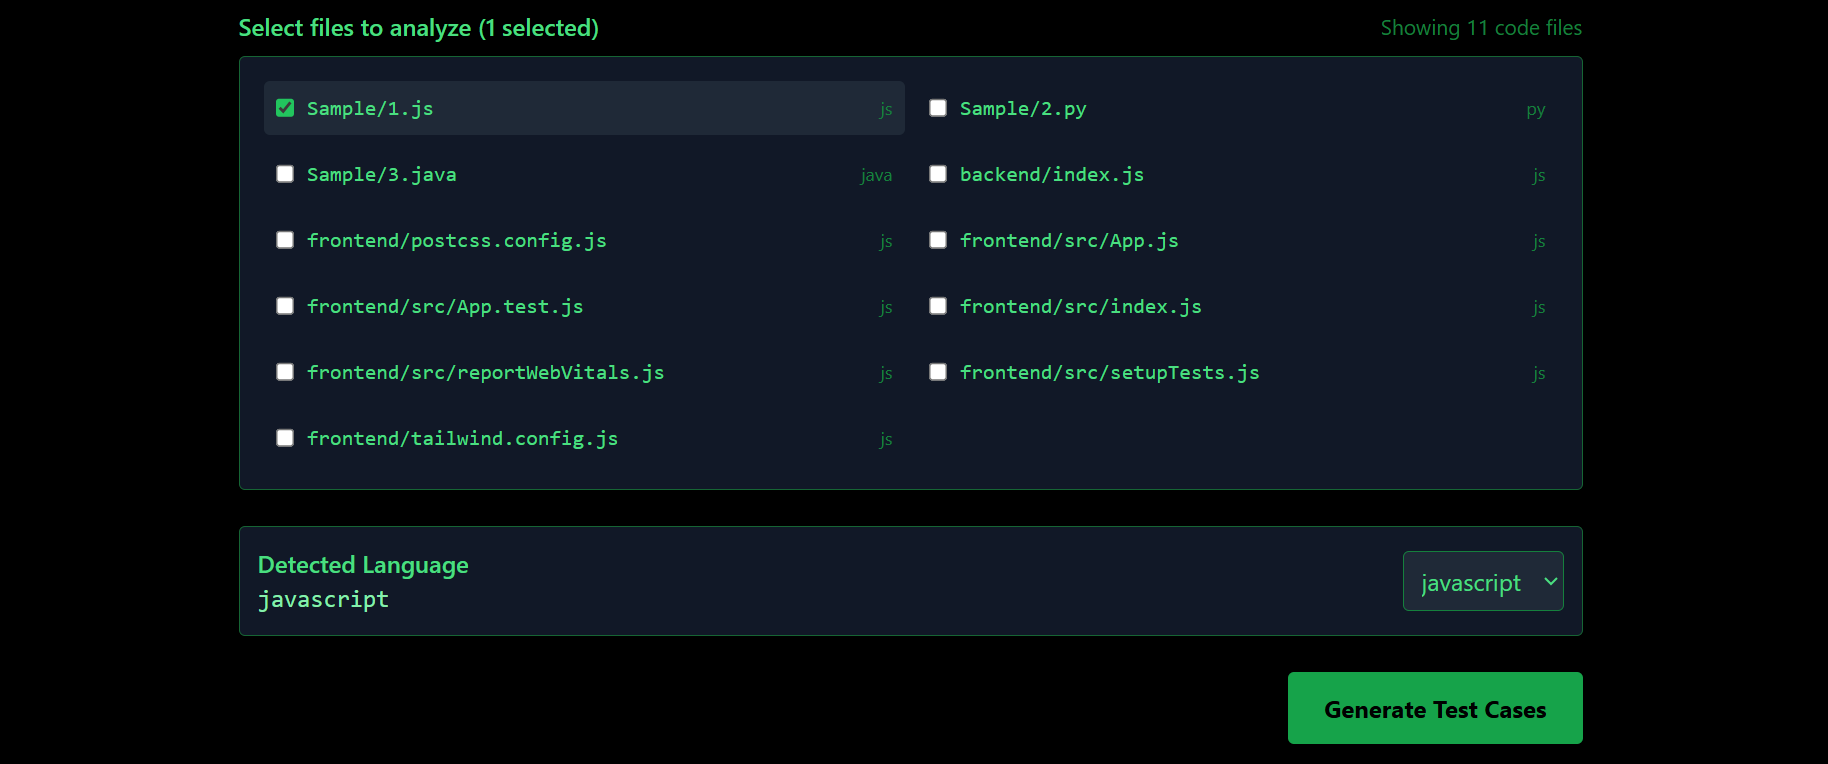 Select files to analyze (1 selected) Showing 11 code files
Sample/1.js js Sample/2.py py
Sample/3.java java backend/index.js js
frontend/postcss.config.js js frontend/src/App.js js
frontend/src/App.test.js js frontend/src/index.js js
frontend/src/reportWebVitals.js js frontend/src/setupTests.js js
frontend/tailwind.config.js js
Detected Language
javascript
javascript
Generate Test Cases